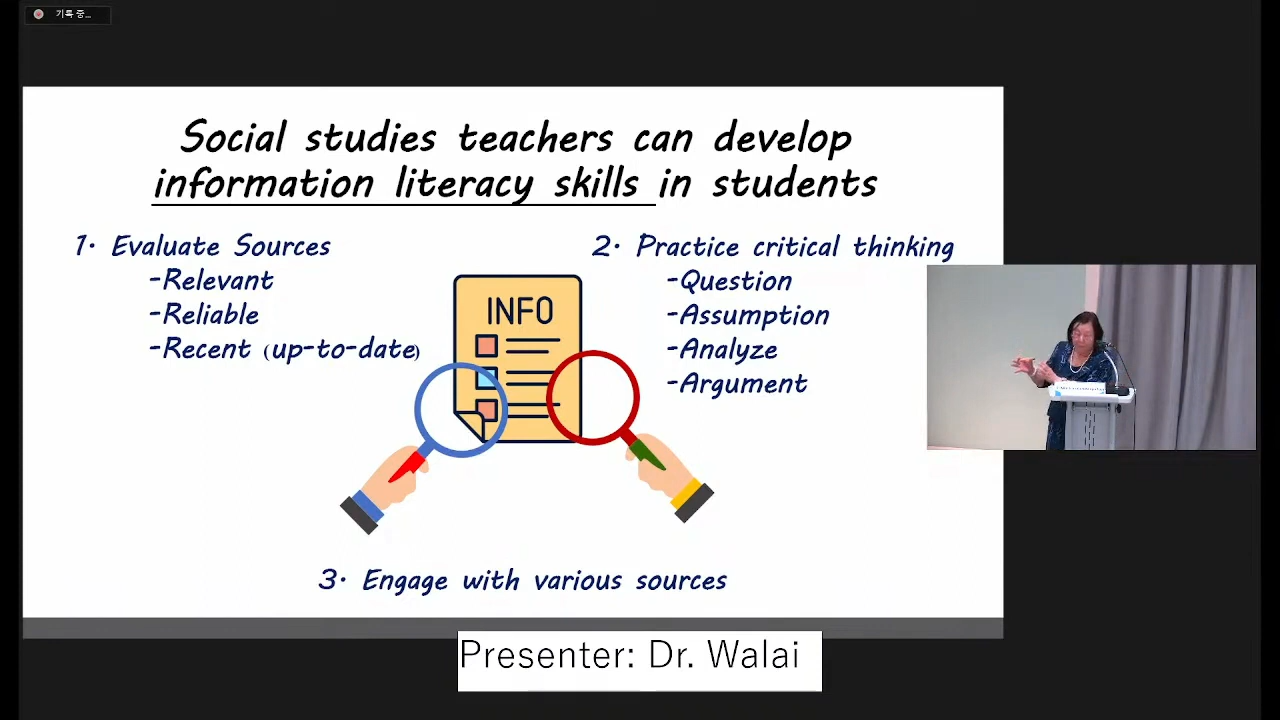 기록 중...
Social studies teachers can develop
information literacy skills in students
1. Evaluate Sources
-Relevant
-Reliable
-Recent (up-to-date)
2. Practice critical thinking
-Question
-Assumption
-Analyze
-Argument
INFO
3. Engage with various sources
Presenter: Dr. Walai